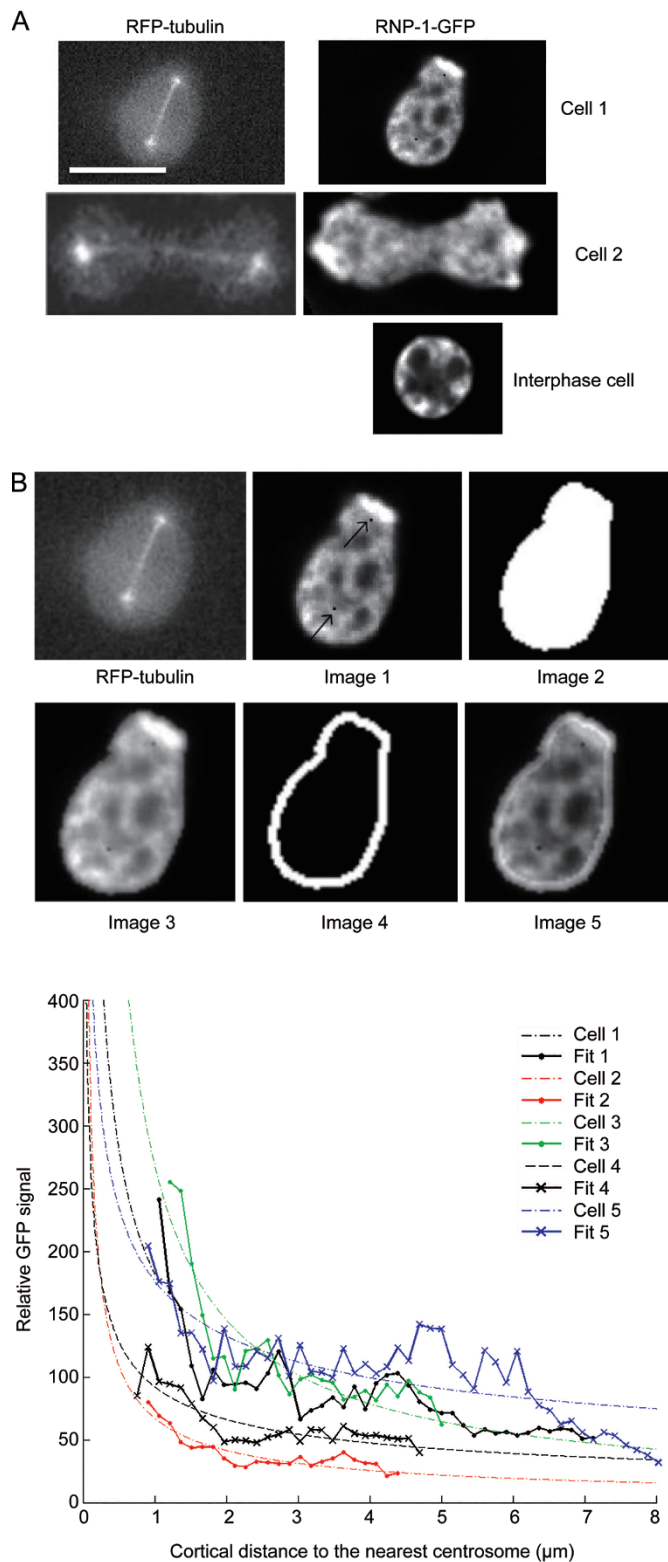 A
RFP-tubulin RNP-1-GFP
Cell 1
Cell 2
Interphase cell
B
RFP-tubulin Image 1 Image 2
Image 3 Image 4 Image 5
400
350
300
250
200
150
100
50
0
Relative GFP signal
Cell 1
Fit 1
Cell 2
Fit 2
Cell 3
Fit 3
Cell 4
Fit 4
Cell 5
Fit 5
0 1 2 3 4 5 6 7 8
Cortical distance to the nearest centrosome (µm)